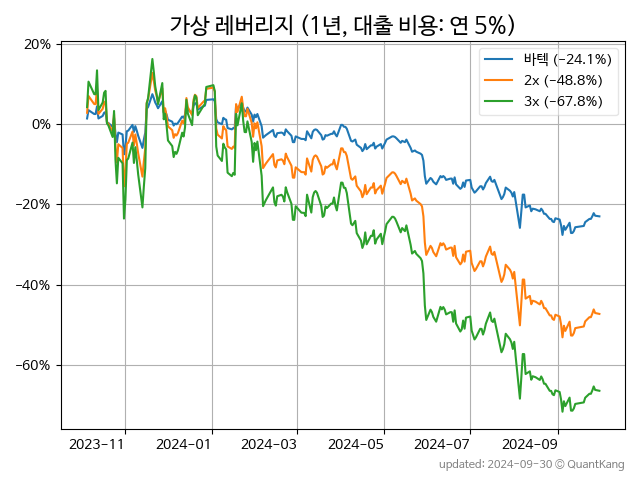 가상 레버리지 (1년, 대출 비용: 연 5%)
20%
0%
−20%
−40%
−60%
바텍 (−24.1%)
2x (−48.8%)
3x (−67.8%)
2023-11
2024-01
2024-03
2024-05
2024-07
2024-09
updated: 2024-09-30 © QuantKang